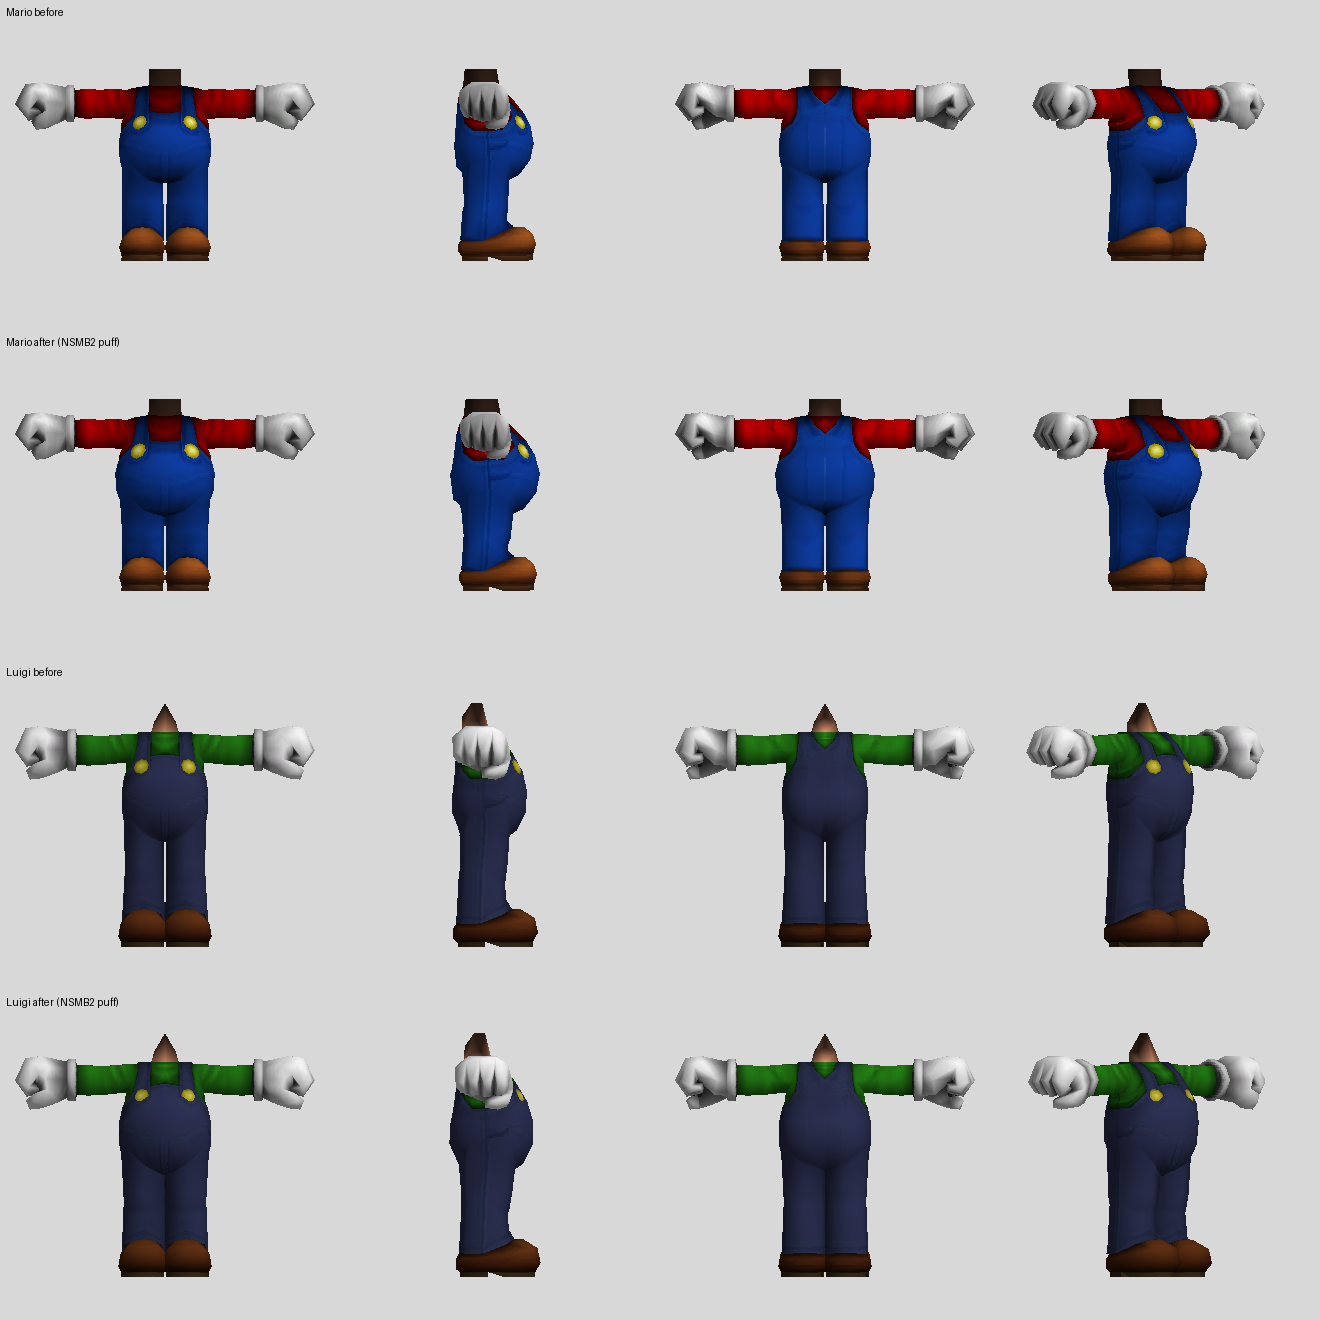 Mario before
Mario after (NSMB2 puff)
Luigi before
Luigi after (NSMB2 puff)